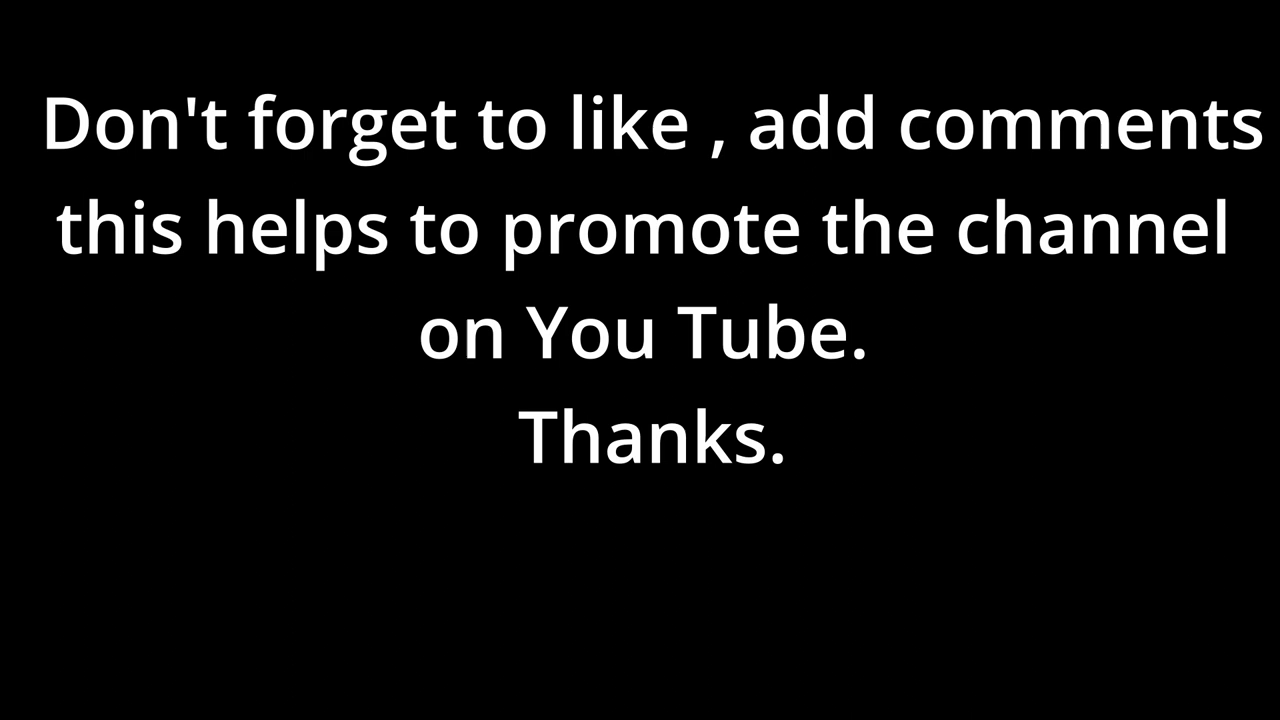 Don't forget to like , add comments
this helps to promote the channel
on You Tube.
Thanks.